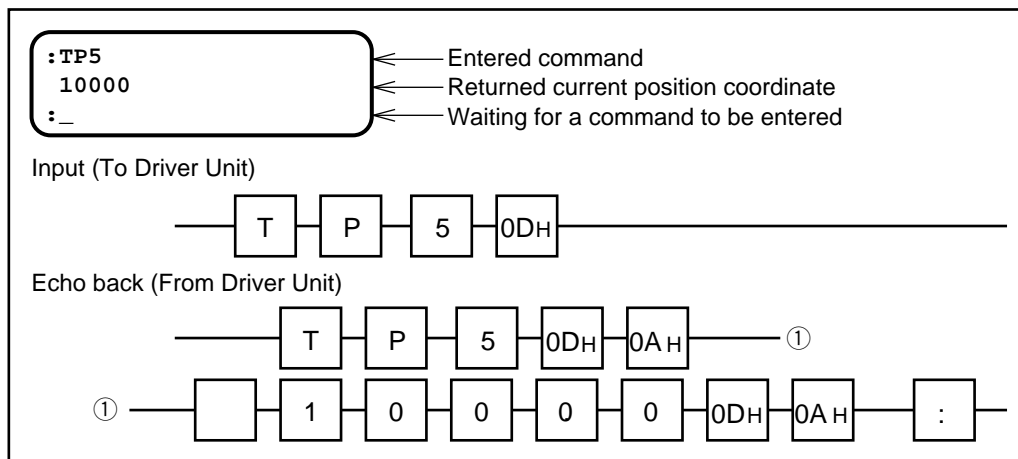 :TP5
Entered command
10000
Returned current position coordinate
:_
Waiting for a command to be entered
Input (To Driver Unit)
T P 5 0DH
Echo back (From Driver Unit)
T P 5 0DH 0AH ①
① 1 0 0 0 0 0DH 0AH :